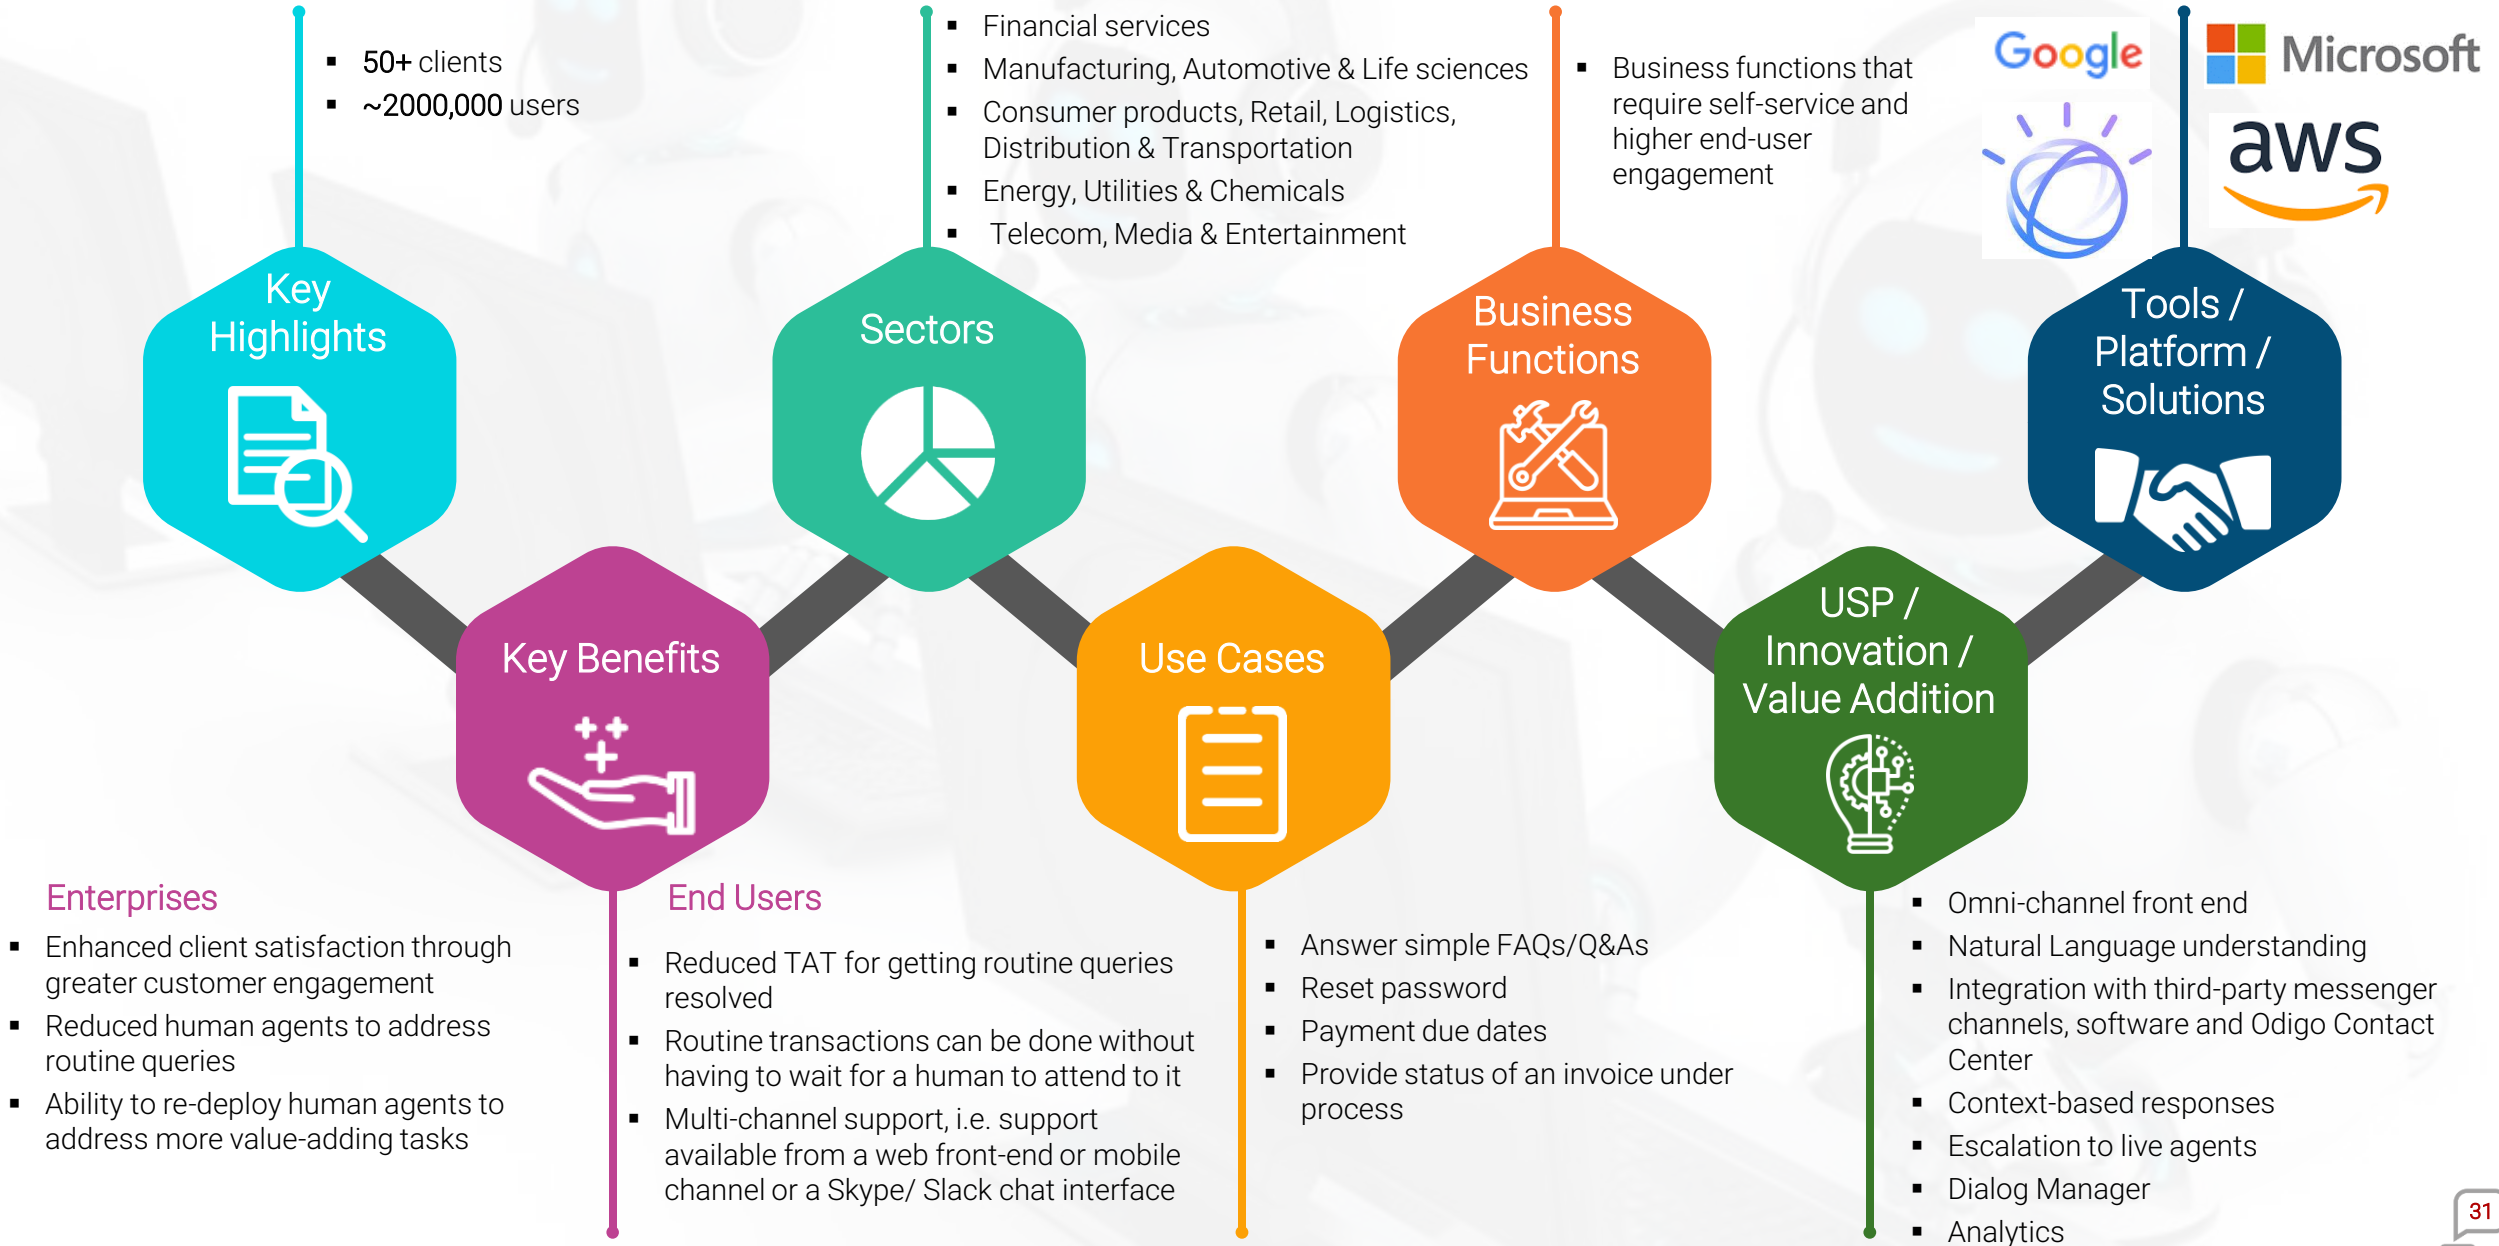 50+ clients
~2000,000 users
Key
Highlights
Enterprises
Enhanced client satisfaction through
greater customer engagement
Reduced human agents to address
routine queries
Ability to re-deploy human agents to
address more value-adding tasks
Key Benefits
End Users
Reduced TAT for getting routine queries
resolved
Routine transactions can be done without
having to wait for a human to attend to it
Multi-channel support, i.e. support
available from a web front-end or mobile
channel or a Skype/ Slack chat interface
Financial services
Manufacturing, Automotive & Life sciences
Consumer products, Retail, Logistics,
Distribution & Transportation
Energy, Utilities & Chemicals
Telecom, Media & Entertainment
Sectors
Use Cases
Answer simple FAQs/Q&As
Reset password
Payment due dates
Provide status of an invoice under
process
Business functions that
require self-service and
higher end-user
engagement
Business
Functions
USP /
Innovation /
Value Addition
Omni-channel front end
Natural Language understanding
Integration with third-party messenger
channels, software and Odigo Contact
Center
Context-based responses
Escalation to live agents
Dialog Manager
Analytics
Google
Microsoft
aws
Tools /
Platform /
Solutions
31